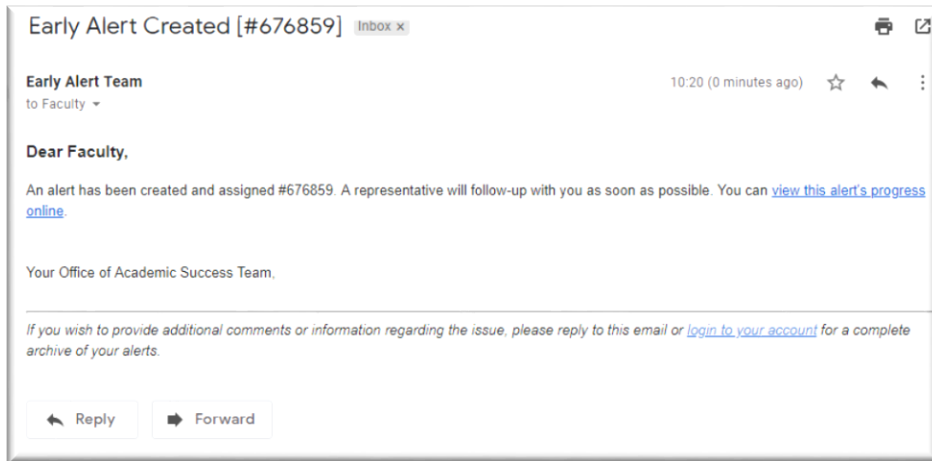 Early Alert Created [#676859] Inbox x
Early Alert Team 10:20 (0 minutes ago)
to Faculty
Dear Faculty,
An alert has been created and assigned #676859. A representative will follow-up with you as soon as possible. You can view this alert's progress
online.
Your Office of Academic Success Team,
If you wish to provide additional comments or information regarding the issue, please reply to this email or login to your account for a complete
archive of your alerts.
Reply Forward